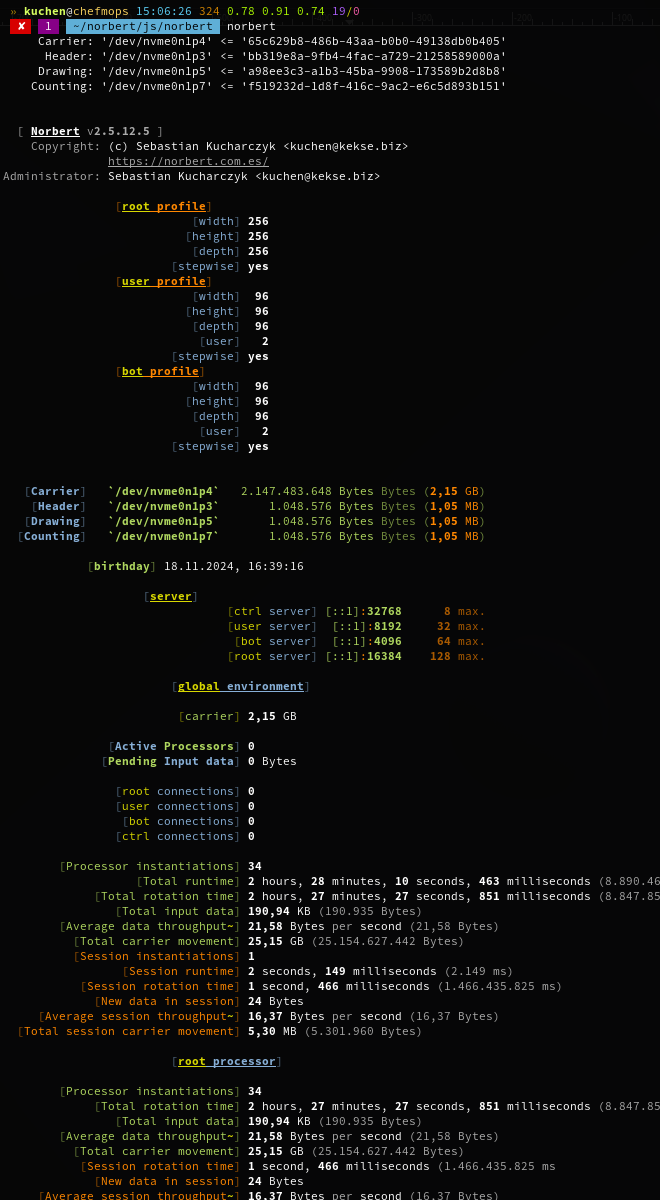 » kuchen@chefmops 15:06:26 324 0.78 0.91 0.74 19/0
✘ 1 ~/norbert/js/norbert norbert
Carrier: '/dev/nvme0n1p4' <= '65c629b8-486b-43aa-b0b0-49138db0b405'
Header: '/dev/nvme0n1p3' <= 'bb319e8a-9fb4-4fac-a729-21258589000a'
Drawing: '/dev/nvme0n1p5' <= 'a98ee3c3-a1b3-45ba-9908-173589b2d8b8'
Counting: '/dev/nvme0n1p7' <= 'f519232d-1d8f-416c-9ac2-e6c5d893b151'
[ Norbert v2.5.12.5 ]
Copyright: (c) Sebastian Kucharczyk <kuchen@kekse.biz>
https://norbert.com.es/
Administrator: Sebastian Kucharczyk <kuchen@kekse.biz>
[root profile]
[width] 256
[height] 256
[depth] 256
[stepwise] yes
[user profile]
[width] 96
[height] 96
[depth] 96
[user] 2
[stepwise] yes
[bot profile]
[width] 96
[height] 96
[depth] 96
[user] 2
[stepwise] yes
[Carrier] `/dev/nvme0n1p4` 2.147.483.648 Bytes Bytes (2,15 GB)
[Header] `/dev/nvme0n1p3` 1.048.576 Bytes Bytes (1,05 MB)
[Drawing] `/dev/nvme0n1p5` 1.048.576 Bytes Bytes (1,05 MB)
[Counting] `/dev/nvme0n1p7` 1.048.576 Bytes Bytes (1,05 MB)
[birthday] 18.11.2024, 16:39:16
[server]
[ctrl server] [::1]:32768 8 max.
[user server] [::1]:8192 32 max.
[bot server] [::1]:4096 64 max.
[root server] [::1]:16384 128 max.
[global environment]
[carrier] 2,15 GB
[Active Processors] 0
[Pending Input data] 0 Bytes
[root connections] 0
[user connections] 0
[bot connections] 0
[ctrl connections] 0
[Processor instantiations] 34
[Total runtime] 2 hours, 28 minutes, 10 seconds, 463 milliseconds (8.890.46
[Total rotation time] 2 hours, 27 minutes, 27 seconds, 851 milliseconds (8.847.85
[Total input data] 190,94 KB (190.935 Bytes)
[Average data throughput~] 21,58 Bytes per second (21,58 Bytes)
[Total carrier movement] 25,15 GB (25.154.627.442 Bytes)
[Session instantiations] 1
[Session runtime] 2 seconds, 149 milliseconds (2.149 ms)
[Session rotation time] 1 second, 466 milliseconds (1.466.435.825 ms)
[New data in session] 24 Bytes
[Average session throughput~] 16,37 Bytes per second (16,37 Bytes)
[Total session carrier movement] 5,30 MB (5.301.960 Bytes)
[root processor]
[Processor instantiations] 34
[Total rotation time] 2 hours, 27 minutes, 27 seconds, 851 milliseconds (8.847.85
[Total input data] 190,94 KB (190.935 Bytes)
[Average data throughput~] 21,58 Bytes per second (21,58 Bytes)
[Total carrier movement] 25,15 GB (25.154.627.442 Bytes)
[Session rotation time] 1 second, 466 milliseconds (1.466.435.825 ms
[New data in session] 24 Bytes
[Average session throughput~] 16,37 Bytes per second (16,37 Bytes)